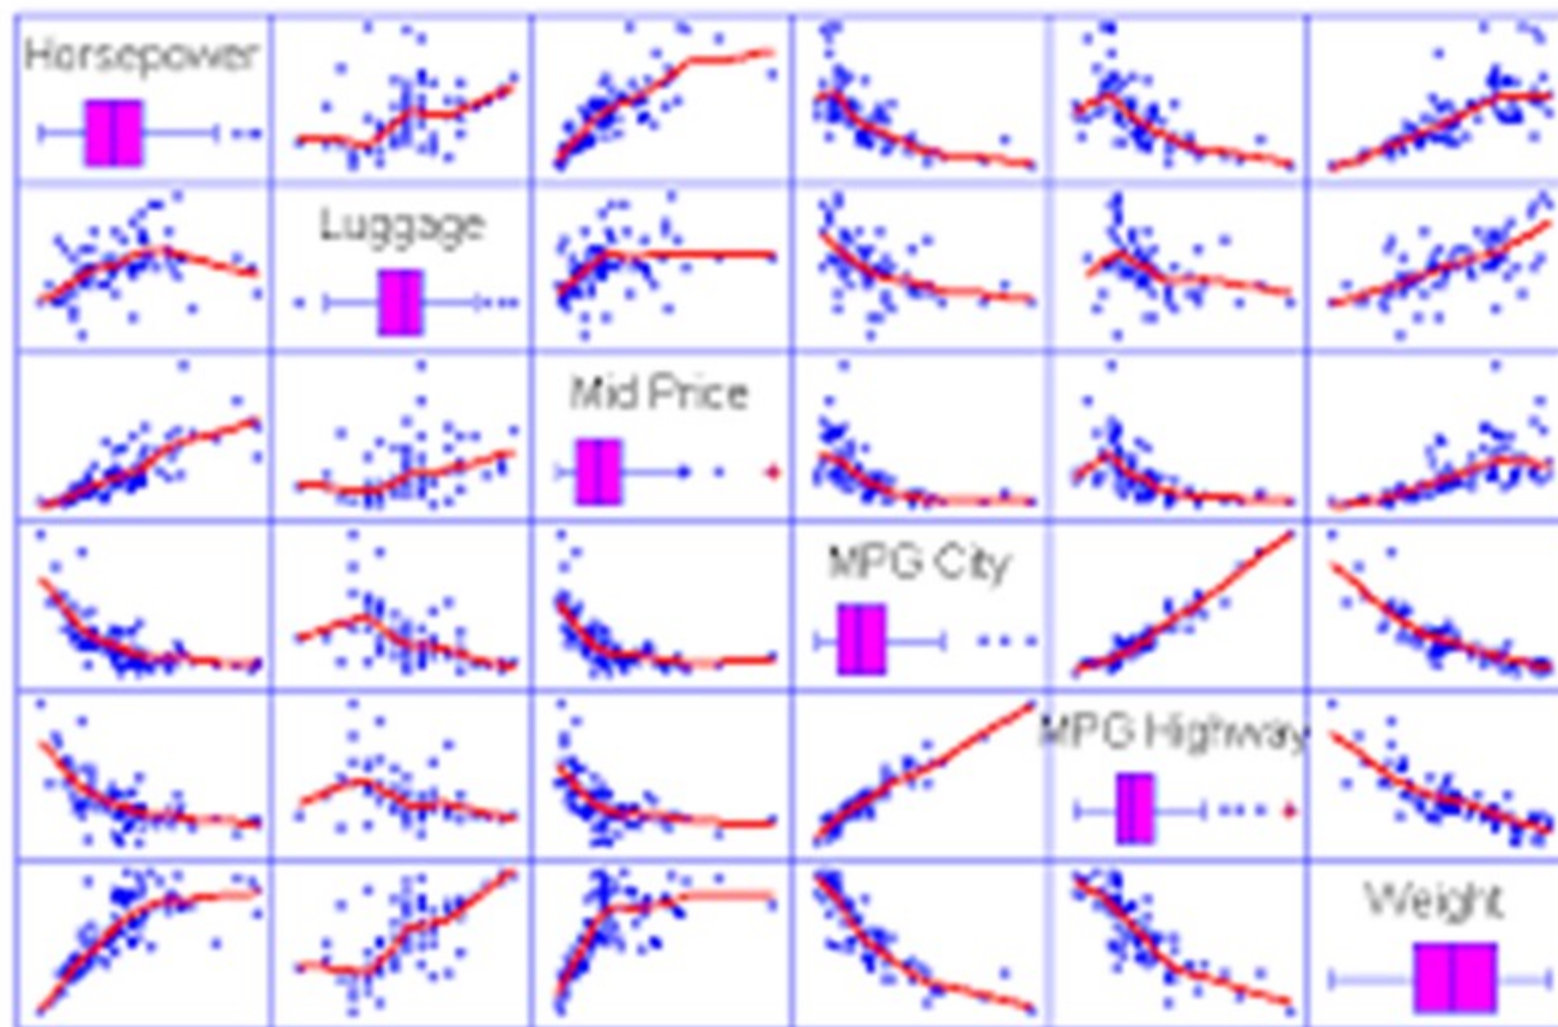 Horsepower
Luggage
Mid Price
MPG City
MPG Highway
Weight